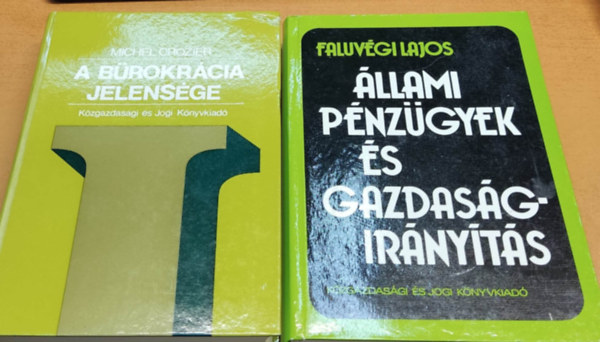 MICHEL CROZIER
A BÜROKRÁCIA
JELENSÉGE
Közgazdasági és Jogi Könyvkiadó
FALUVÉGI LAJOS
ÁLLAMI
PÉNZÜGYEK
ÉS
GAZDASÁG-
IRÁNYÍTÁS
KÖZGAZDASÁGI ÉS JOGI KÖNYVKIADÓ